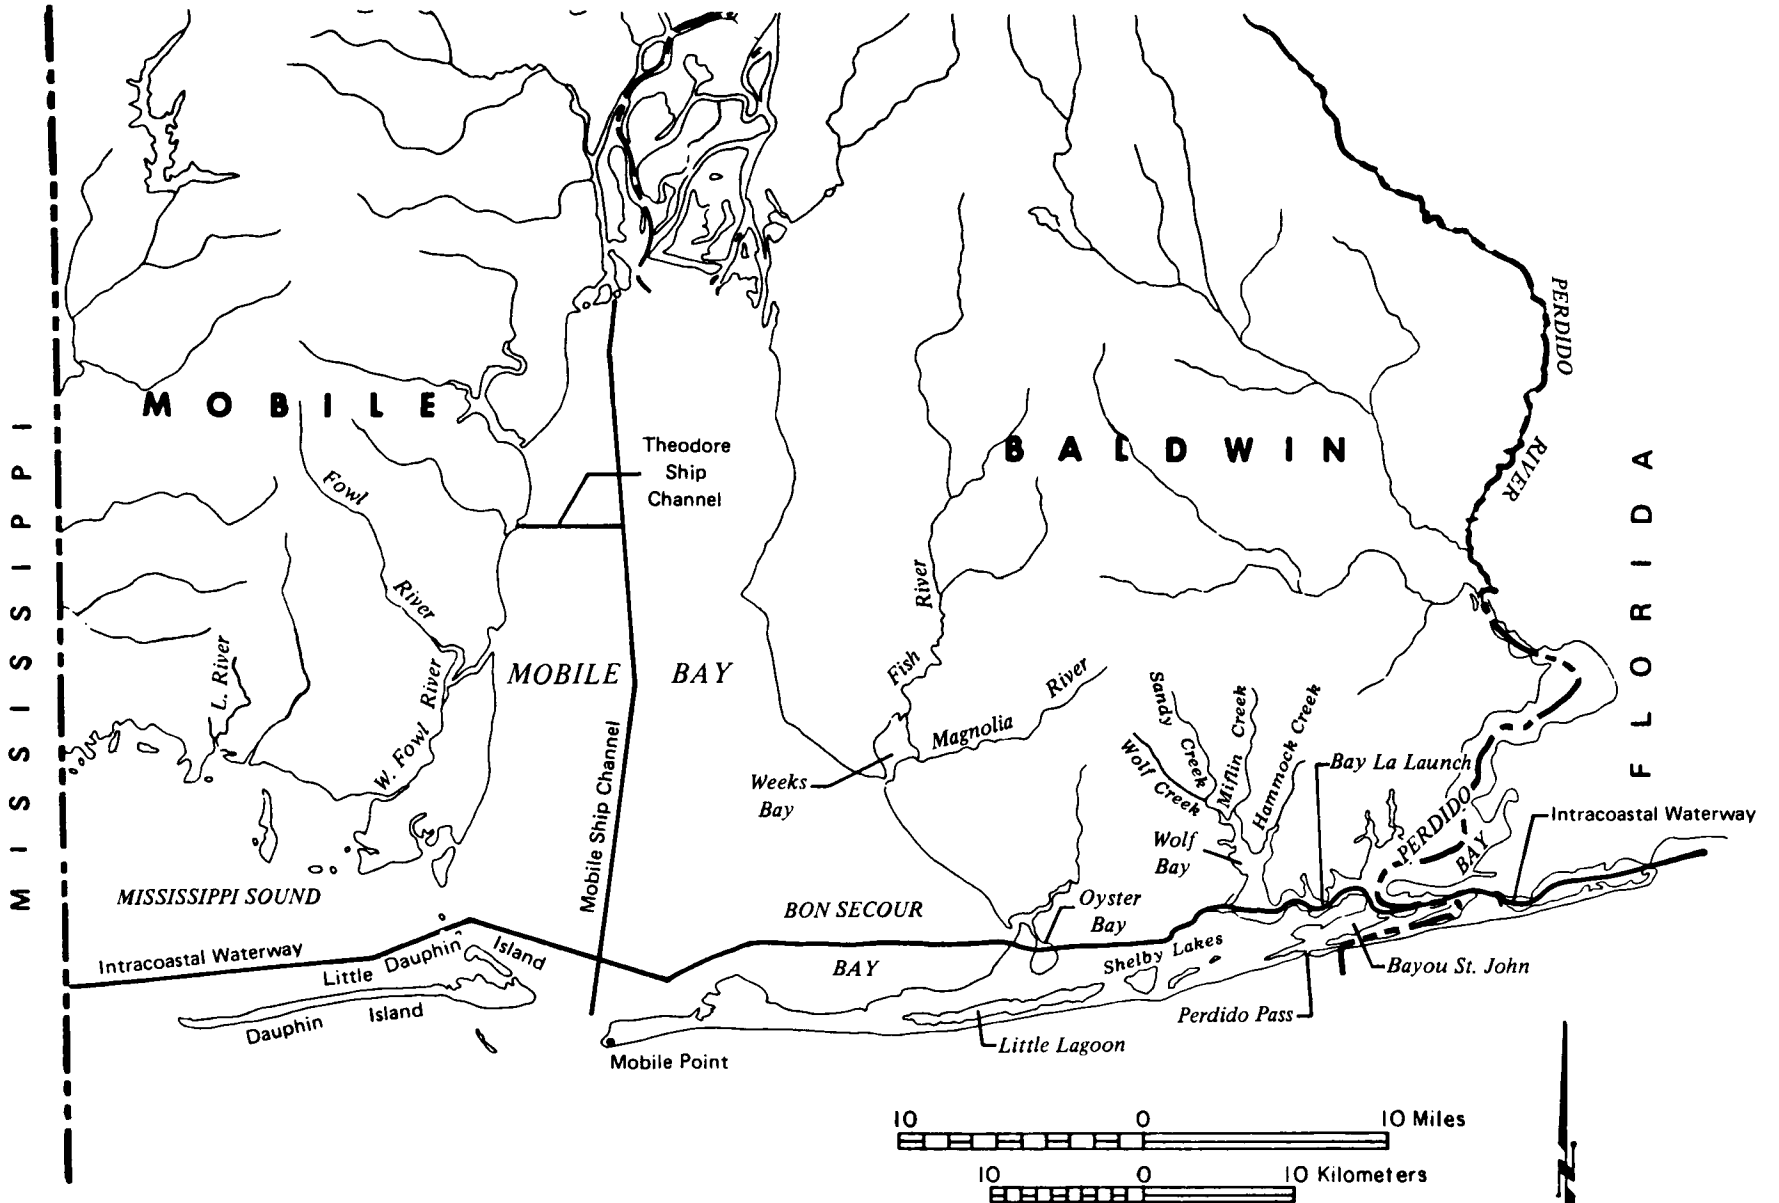 MISSISSIPPI
MOBILE
BALDWIN
FLORIDA
PERDIDO
RIVER
Theodore
Ship
Channel
Fowl
River
L. River
W. Fowl River
MOBILE BAY
Mobile Ship Channel
Fish River
Magnolia River
Weeks
Bay
Sandy Creek
Wolf Creek
Miflin Creek
Hammock Creek
Wolf
Bay
Bay La Launch
PERDIDO
BAY
Intracoastal Waterway
MISSISSIPPI SOUND
BON SECOUR
BAY
Oyster
Bay
Intracoastal Waterway
Little Dauphin Island
Dauphin Island
Shelby Lakes
Bayou St. John
Perdido Pass
Little Lagoon
Mobile Point
10 0 10 Miles
10 0 10 Kilometers
N